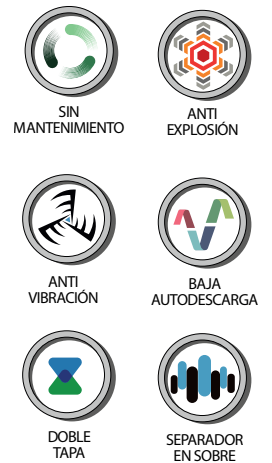 SIN
MANTENIMIENTO
ANTI
EXPLOSIÓN
ANTI
VIBRACIÓN
BAJA
AUTODESCARGA
DOBLE
TAPA
SEPARADOR
EN SOBRE